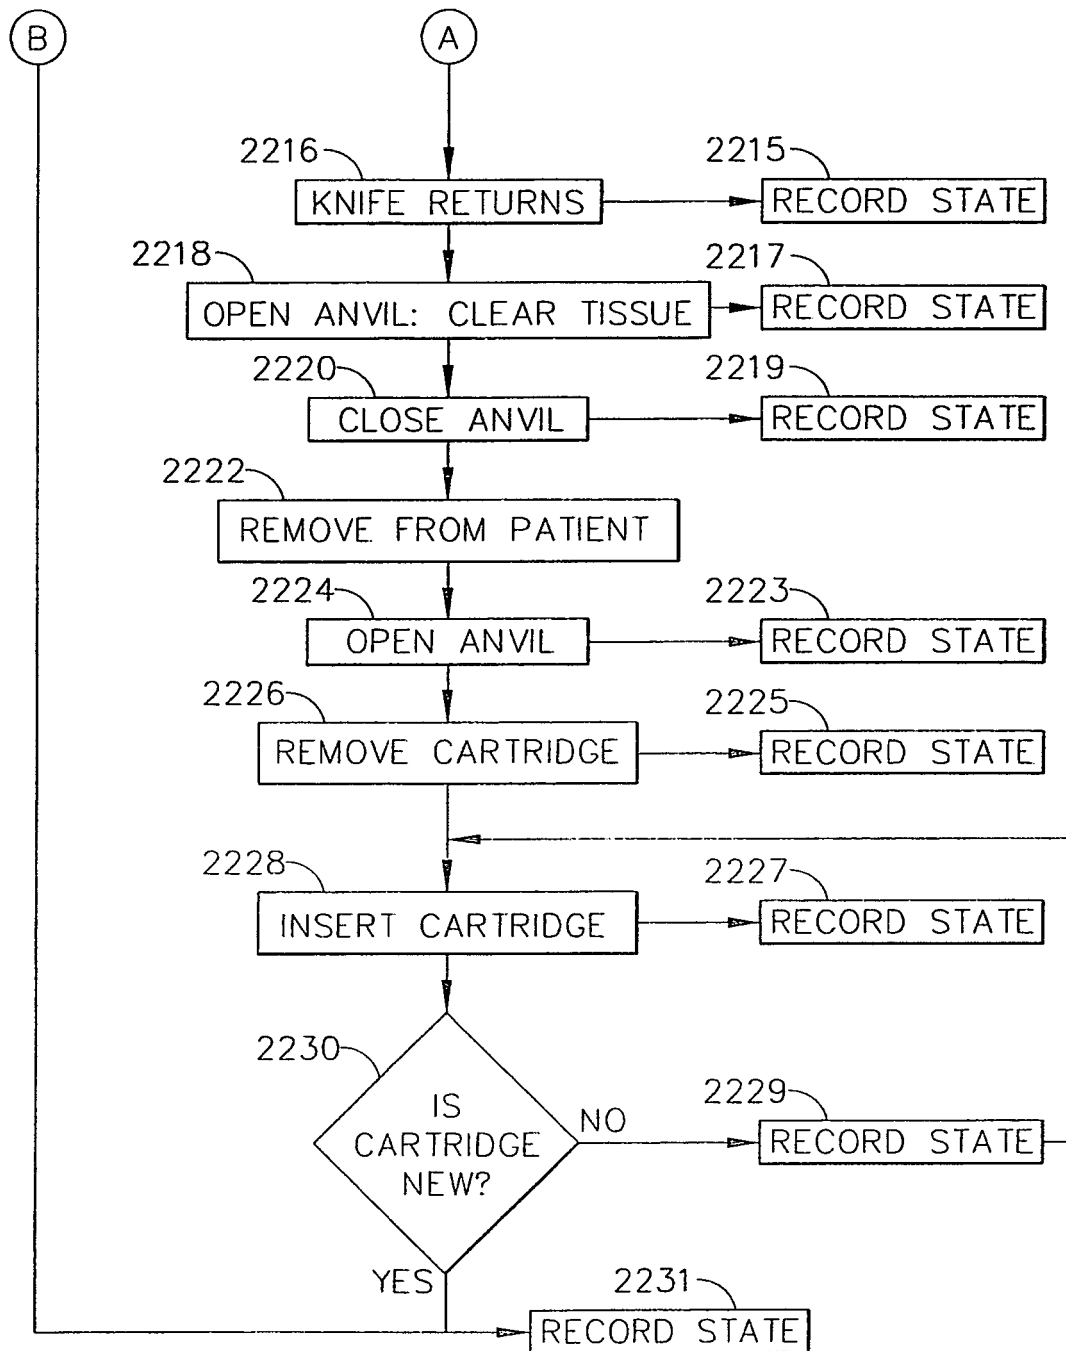 B
A
2216
2215
KNIFE RETURNS
RECORD STATE
2218
2217
OPEN ANVIL: CLEAR TISSUE
RECORD STATE
2220
2219
CLOSE ANVIL
RECORD STATE
2222
REMOVE FROM PATIENT
2224
2223
OPEN ANVIL
RECORD STATE
2226
2225
REMOVE CARTRIDGE
RECORD STATE
2228
2227
INSERT CARTRIDGE
RECORD STATE
2230
IS
CARTRIDGE
NEW?
NO
2229
RECORD STATE
YES
2231
RECORD STATE